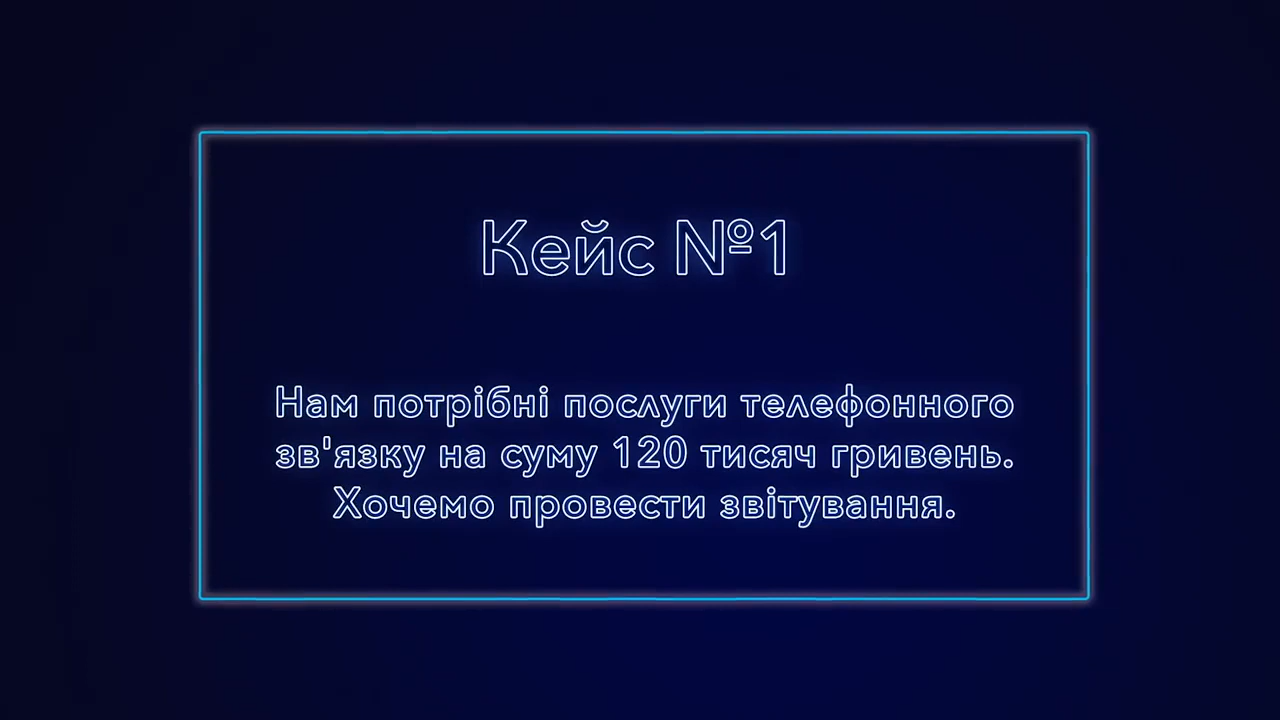 Кейс №1
Нам потрібні послуги телефонного
зв'язку на суму 120 тисяч гривень.
Хочемо провести звітування.